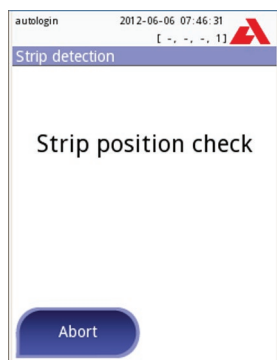 autologin 2012-06-06 07:46:31
[ -, -, -, 1]
Strip detection
Strip position check
Abort